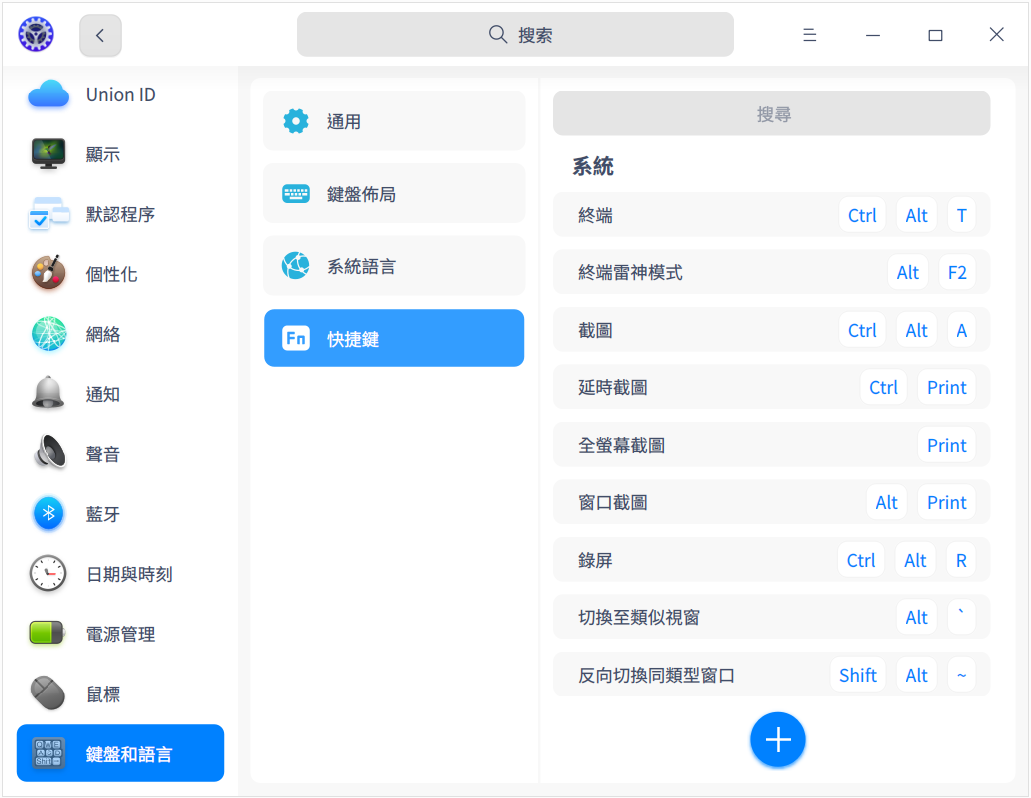 搜索
Union ID
顯示
默認程序
個性化
網絡
通知
聲音
藍牙
日期與時刻
電源管理
鼠標
鍵盤和語言
通用
鍵盤佈局
系統語言
Fn 快捷鍵
搜尋
系統
終端 Ctrl Alt T
終端雷神模式 Alt F2
截圖 Ctrl Alt A
延時截圖 Ctrl Print
全螢幕截圖 Print
窗口截圖 Alt Print
錄屏 Ctrl Alt R
切換至類似視窗 Alt `
反向切換同類型窗口 Shift Alt ~